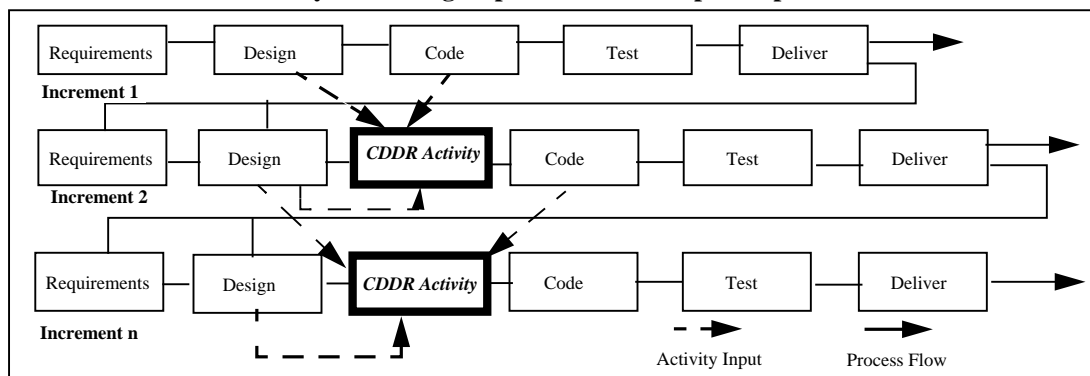 Requirements Design Code Test Deliver
Increment 1
Requirements Design CDDR Activity Code Test Deliver
Increment 2
Requirements Design CDDR Activity Code Test Deliver
Increment n
Activity Input Process Flow